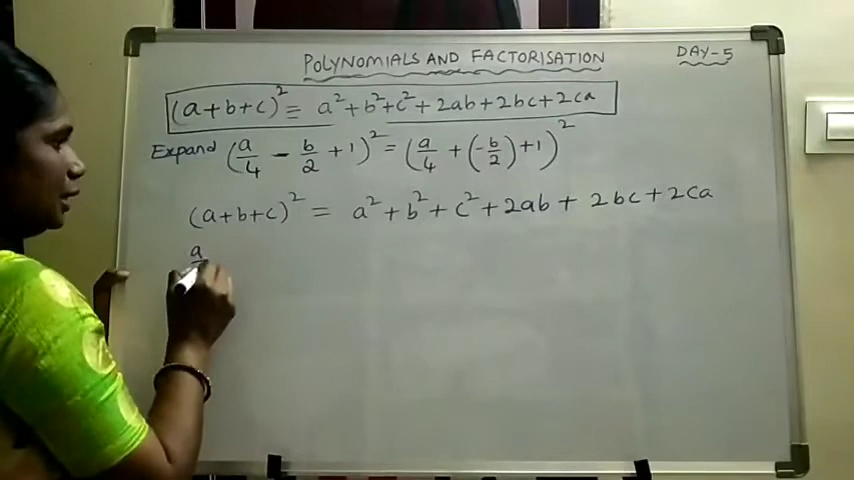 POLYNOMIALS AND FACTORISATION
DAY-5
(a+b+c)² = a²+b²+c²+2ab+2bc+2ca
Expand (a/4 - b/2 +1)² = (a/4 + (-b/2) +1)²
(a+b+c)² = a² + b² + c² + 2ab + 2bc + 2ca
a